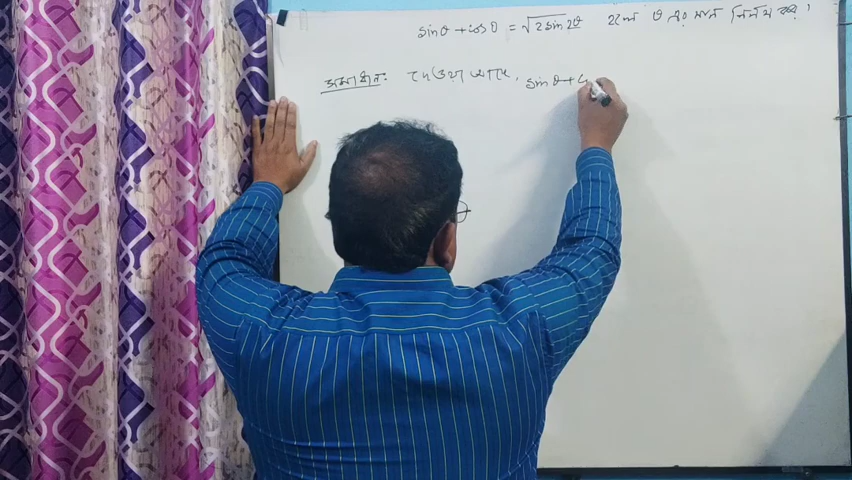 sinθ + cosθ = √2 sin2θ হলে θ এর মান নির্ণয় কর।
সমাধান: দেওয়া আছে, sinθ + c